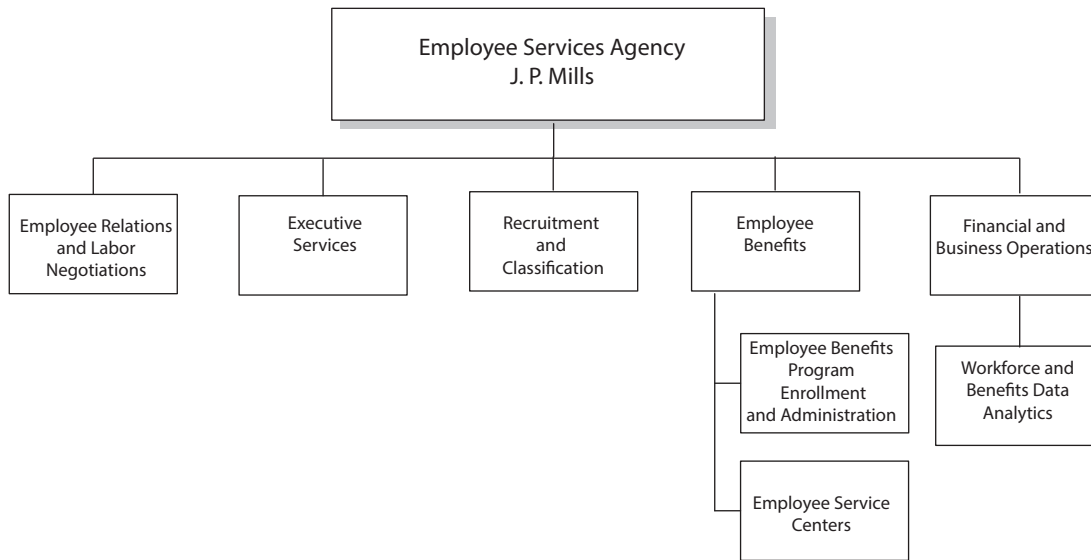 Employee Services Agency
J. P. Mills
Employee Relations
and Labor
Negotiations
Executive
Services
Recruitment
and
Classification
Employee
Benefits
Financial and
Business Operations
Employee Benefits
Program
Enrollment
and Administration
Workforce and
Benefits Data
Analytics
Employee Service
Centers